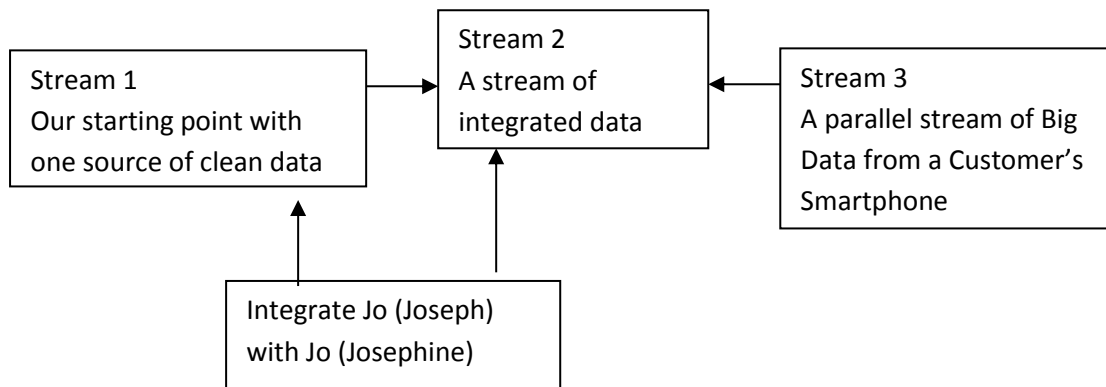 Stream 1
Our starting point with
one source of clean data
Stream 2
A stream of
integrated data
Stream 3
A parallel stream of Big
Data from a Customer’s
Smartphone
Integrate Jo (Joseph)
with Jo (Josephine)